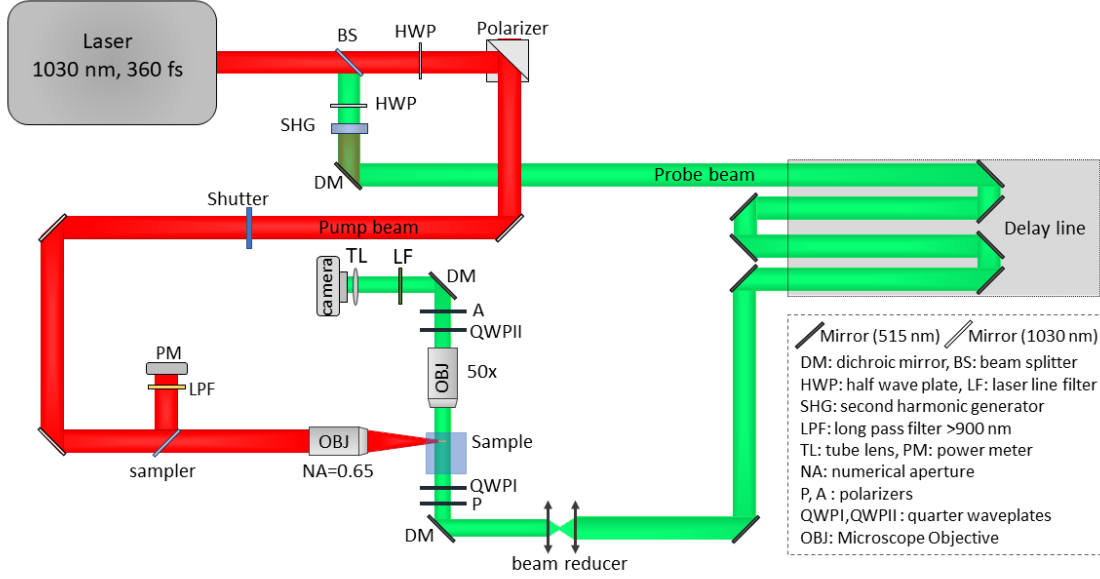 Laser
1030 nm, 360 fs
BS
HWP
Polarizer
HWP
SHG
DM
Probe beam
Shutter
Pump beam
Delay line
camera
TL
LF
DM
A
QWPII
PM
LPF
OBJ
50x
Sample
OBJ
sampler
NA=0.65
QWPI
P
DM
beam reducer
Mirror (515 nm) Mirror (1030 nm)
DM: dichroic mirror, BS: beam splitter
HWP: half wave plate, LF: laser line filter
SHG: second harmonic generator
LPF: long pass filter >900 nm
TL: tube lens, PM: power meter
NA: numerical aperture
P, A : polarizers
QWPI,QWPII : quarter waveplates
OBJ: Microscope Objective